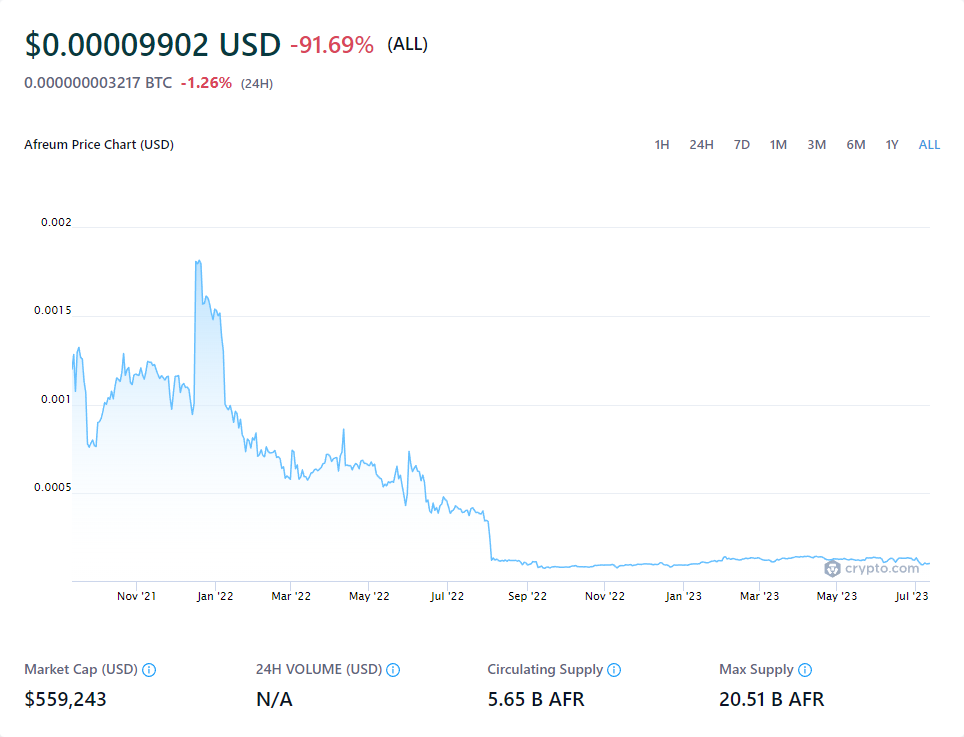 $0.00009902 USD -91.69% (ALL)
0.000000003217 BTC -1.26% (24H)
Afreum Price Chart (USD) 1H 24H 7D 1M 3M 6M 1Y ALL
0.002
0.0015
0.001
0.0005
crypto.com
Nov '21 Jan '22 Mar '22 May '22 Jul '22 Sep '22 Nov '22 Jan '23 Mar '23 May '23 Jul '23
Market Cap (USD) 24H VOLUME (USD) Circulating Supply Max Supply
$559,243 N/A 5.65 B AFR 20.51 B AFR